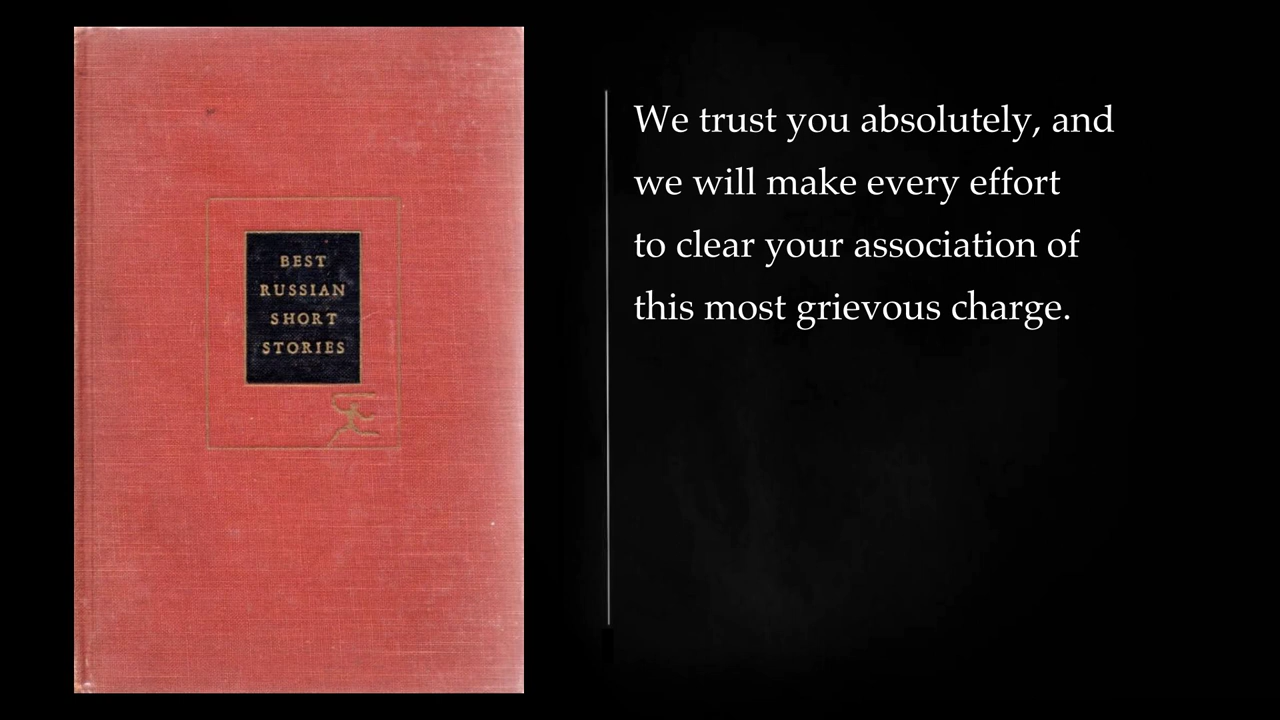 BEST
RUSSIAN
SHORT
STORIES
We trust you absolutely, and
we will make every effort
to clear your association of
this most grievous charge.